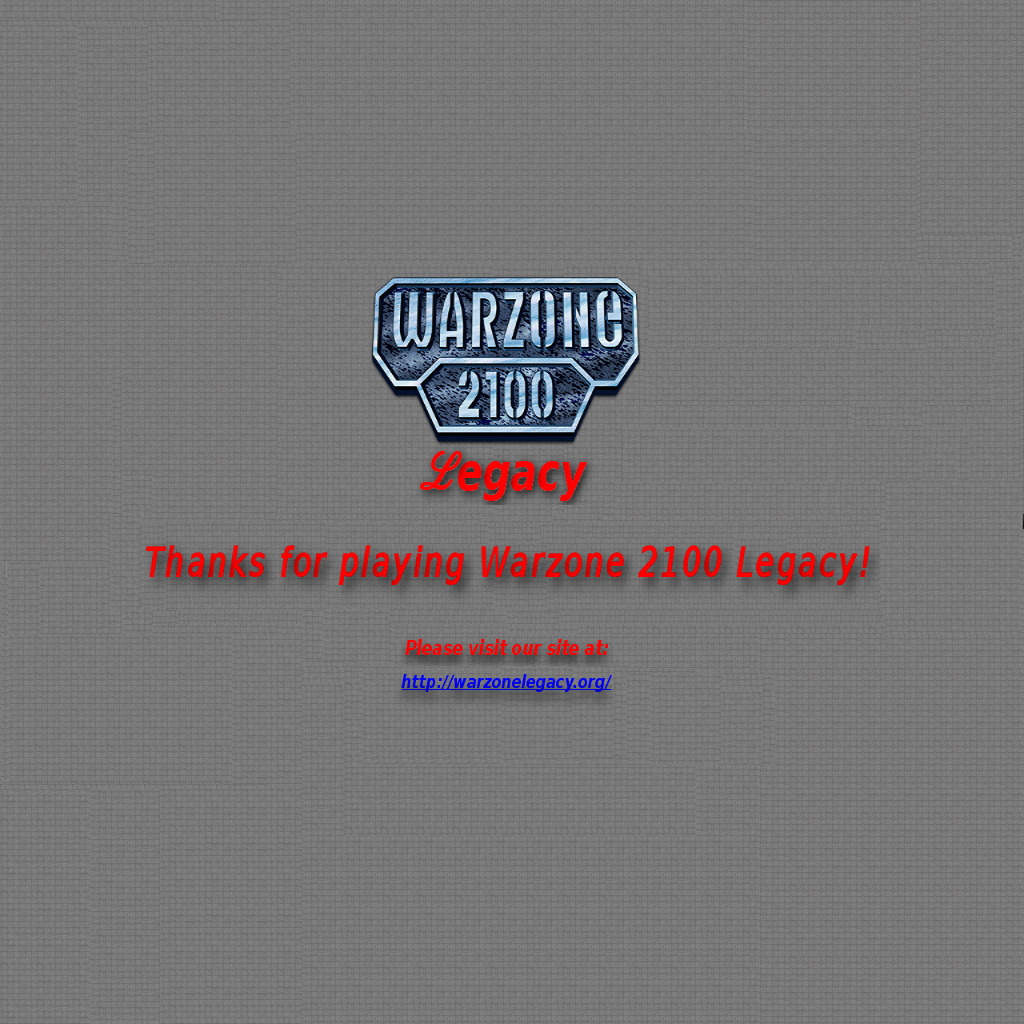 WARZONE
2100
Legacy
Thanks for playing Warzone 2100 Legacy!
Please visit our site at:
http://warzonelegacy.org/